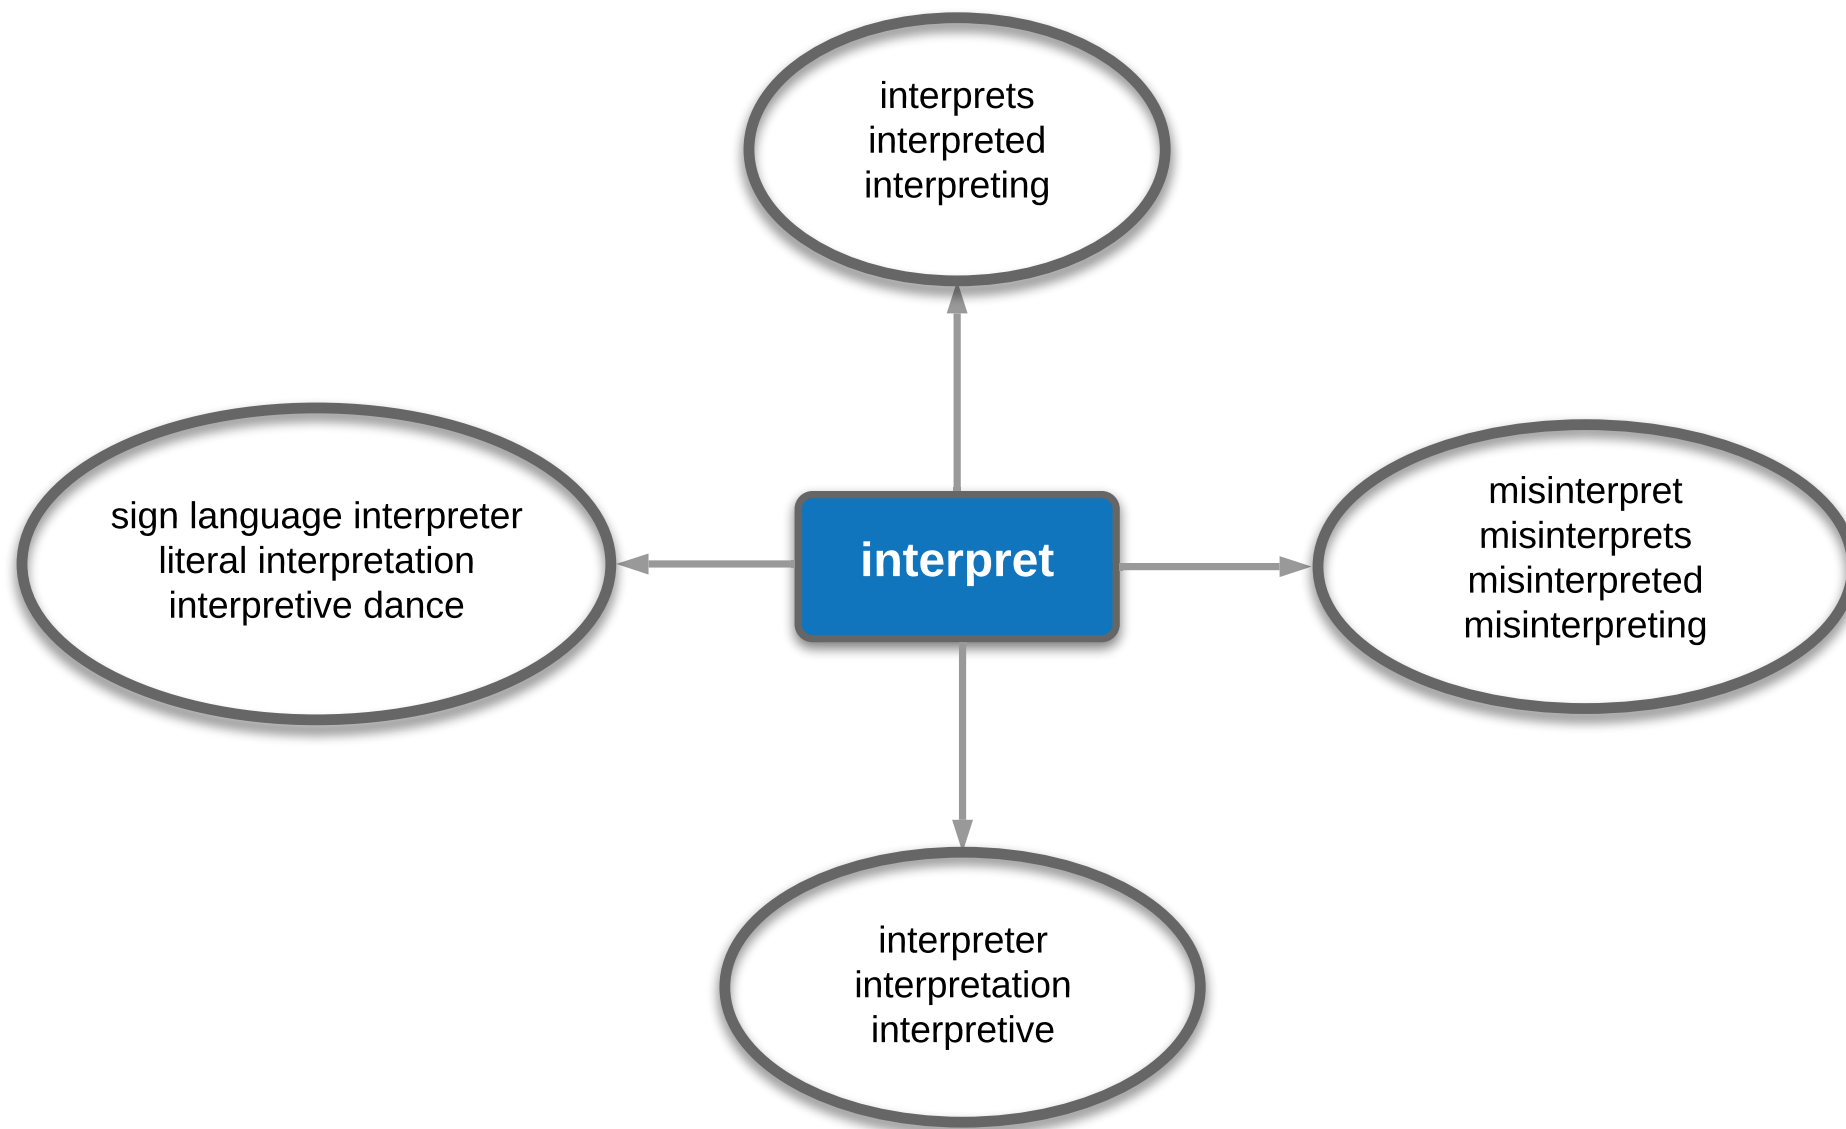 interprets
interpreted
interpreting
sign language interpreter
literal interpretation
interpretive dance
interpret
misinterpret
misinterprets
misinterpreted
misinterpreting
interpreter
interpretation
interpretive